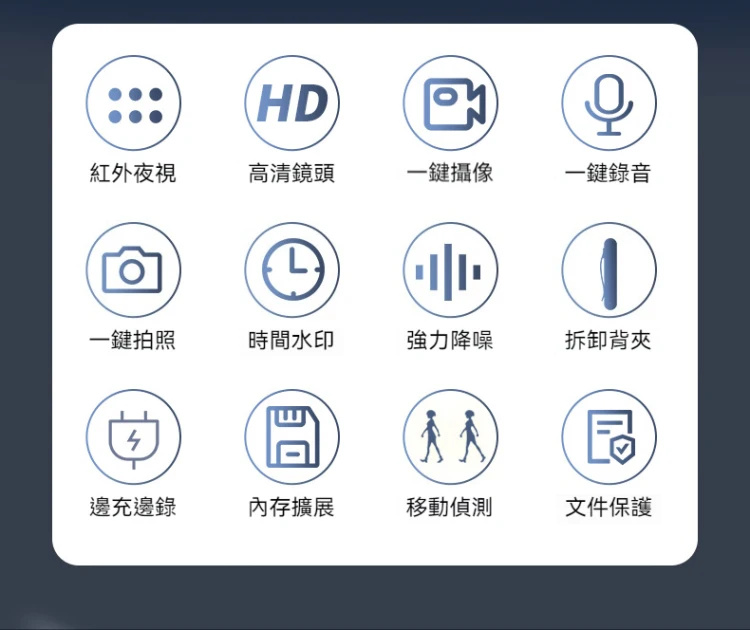 HD
紅外夜視
高清鏡頭
一鍵攝像
一鍵錄音
一鍵拍照
時間水印
強力降噪
拆卸背夾
邊充邊錄
內存擴展
移動偵測
文件保護